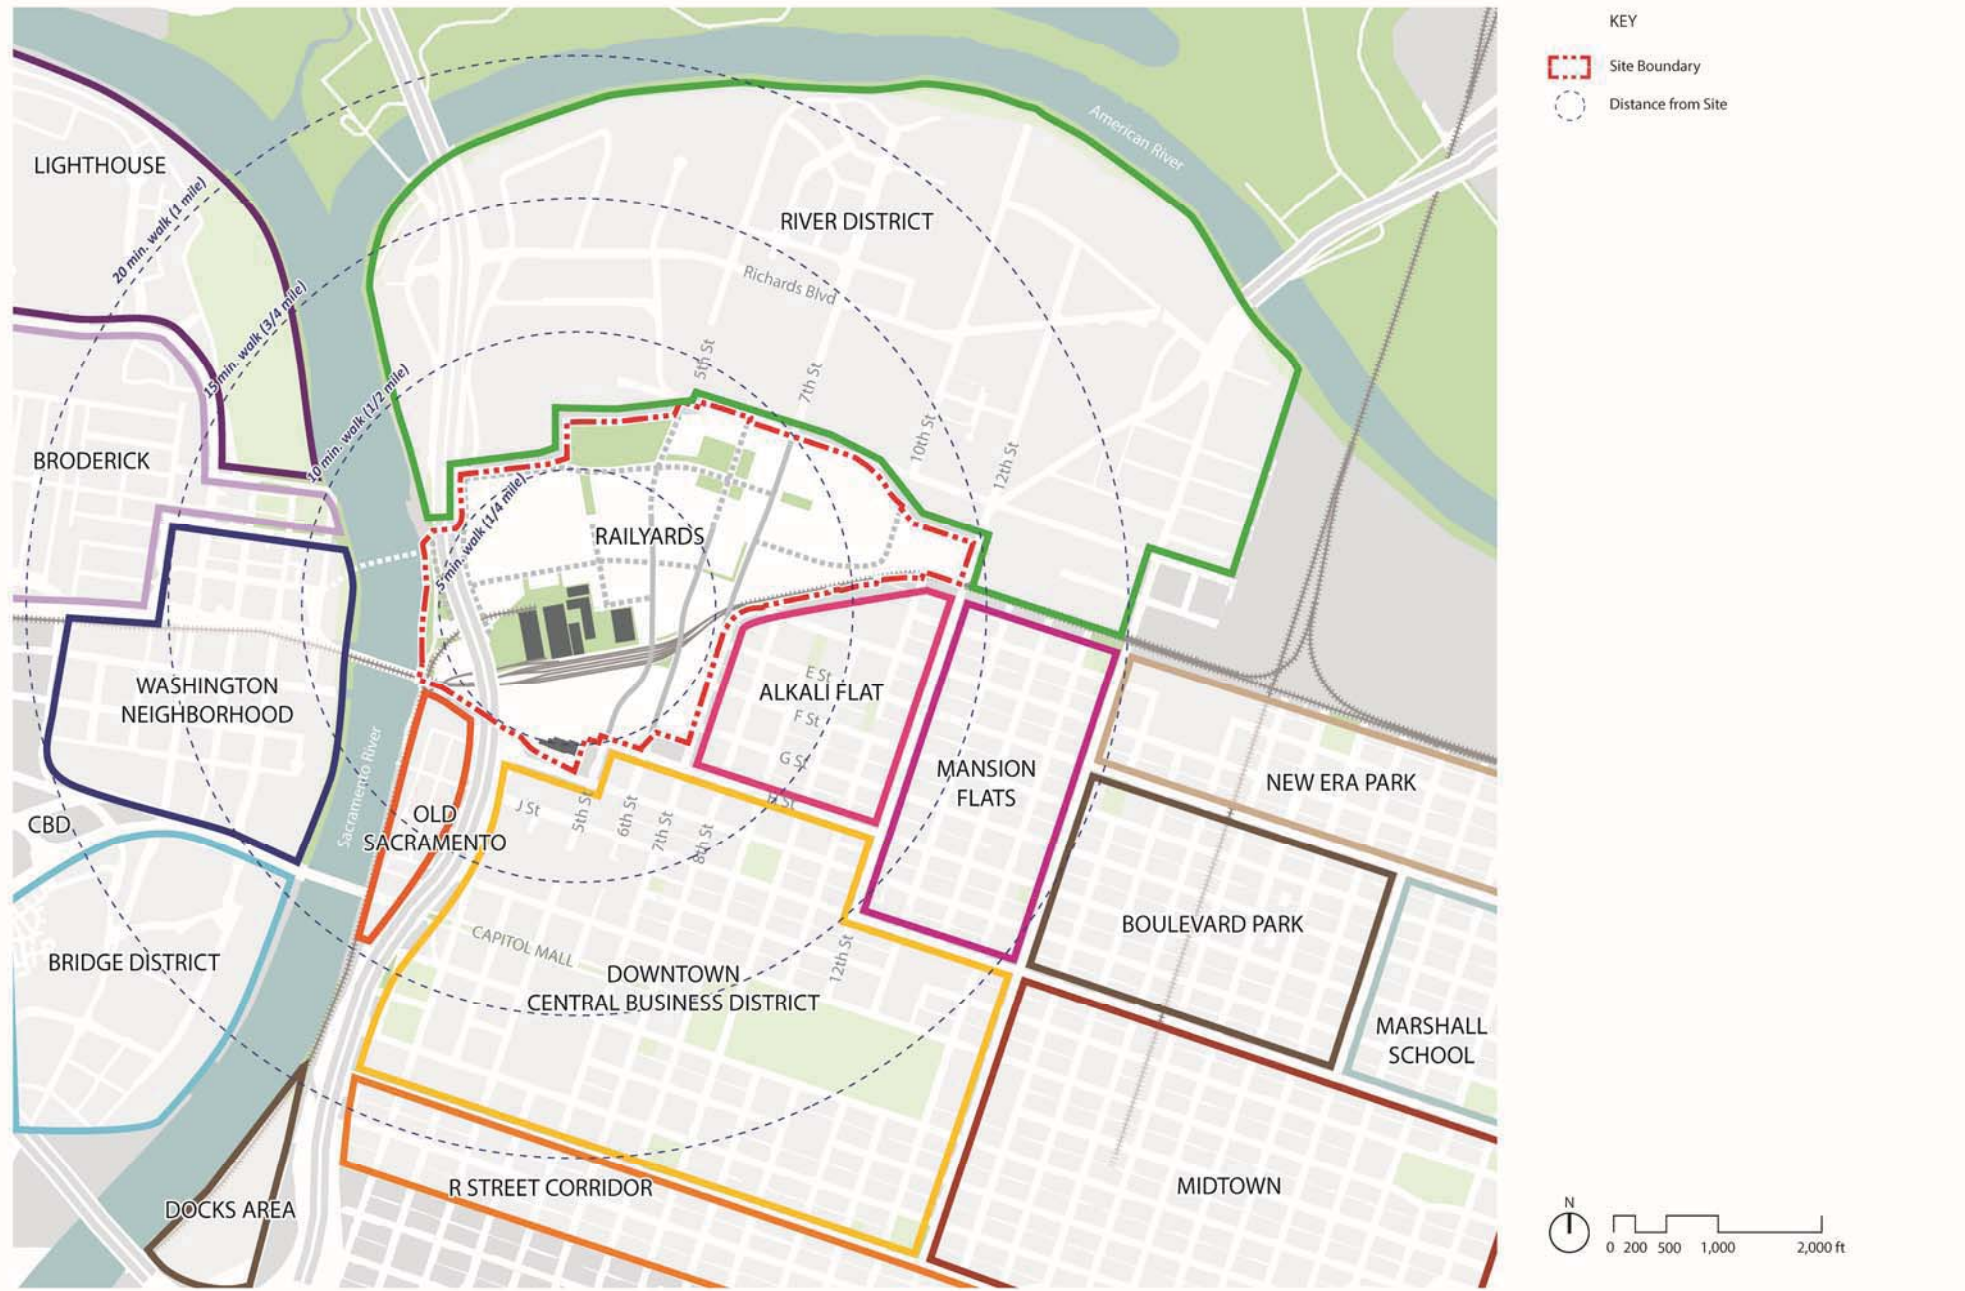 KEY
Site Boundary
Distance from Site
American River
LIGHTHOUSE
20 min. walk (1 mile)
RIVER DISTRICT
Richards Blvd
15 min. walk (3/4 mile)
5th St
7th St
10 min. walk (1/2 mile)
10th St
12th St
BRODERICK
5 min. walk (1/4 mile)
RAILYARDS
WASHINGTON
NEIGHBORHOOD
E St
ALKALI FLAT
F St
G St
H St
MANSION
FLATS
NEW ERA PARK
Sacramento River
CBD
OLD
SACRAMENTO
J St
5th St
6th St
7th St
8th St
BOULEVARD PARK
CAPITOL MALL
12th St
BRIDGE DISTRICT
DOWNTOWN
CENTRAL BUSINESS DISTRICT
MARSHALL
SCHOOL
R STREET CORRIDOR
MIDTOWN
DOCKS AREA
N
0 200 500 1,000 2,000 ft